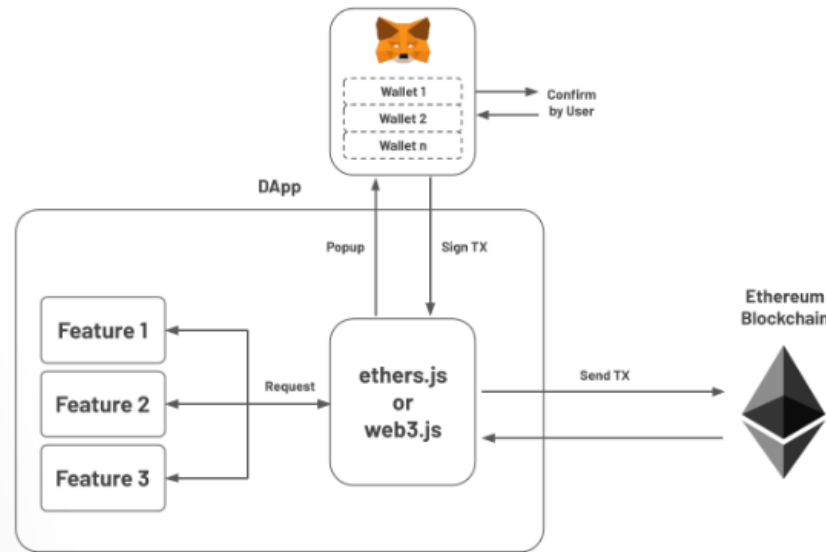 Wallet 1
Wallet 2
Wallet n
Confirm
by User
DApp
Popup
Sign TX
Feature 1
Feature 2
Feature 3
Request
ethers.js
or
web3.js
Send TX
Ethereum
Blockchain